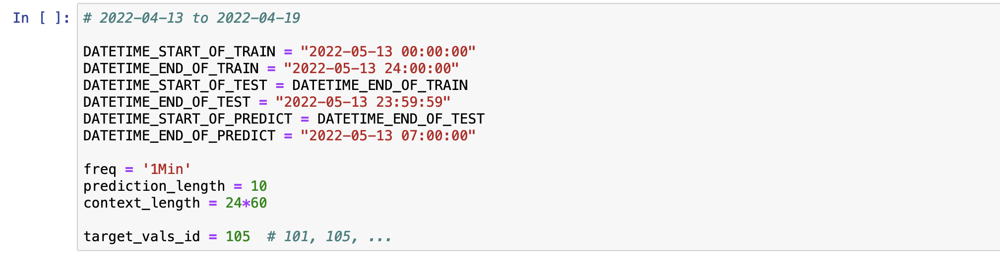 In [ ]: # 2022-04-13 to 2022-04-19
DATETIME_START_OF_TRAIN = "2022-05-13 00:00:00"
DATETIME_END_OF_TRAIN = "2022-05-13 24:00:00"
DATETIME_START_OF_TEST = DATETIME_END_OF_TRAIN
DATETIME_END_OF_TEST = "2022-05-13 23:59:59"
DATETIME_START_OF_PREDICT = DATETIME_END_OF_TEST
DATETIME_END_OF_PREDICT = "2022-05-13 07:00:00"
freq = '1Min'
prediction_length = 10
context_length = 24*60
target_vals_id = 105  # 101, 105, ...